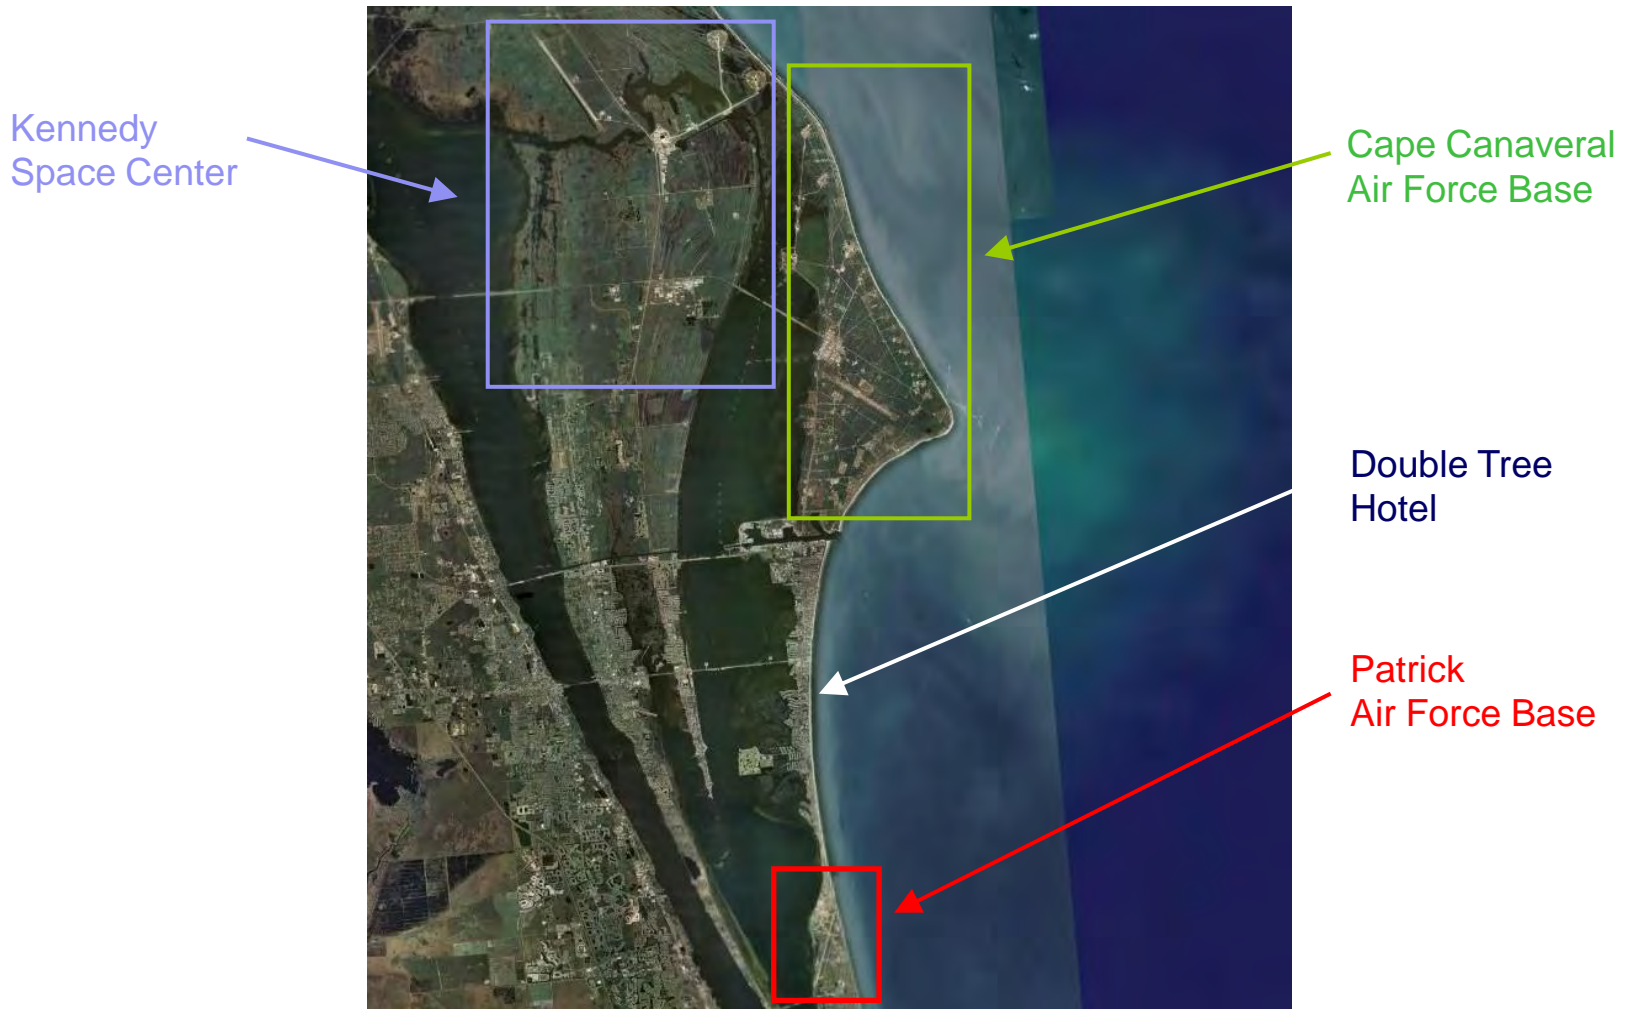 Kennedy
Space Center
Cape Canaveral
Air Force Base
Double Tree
Hotel
Patrick
Air Force Base